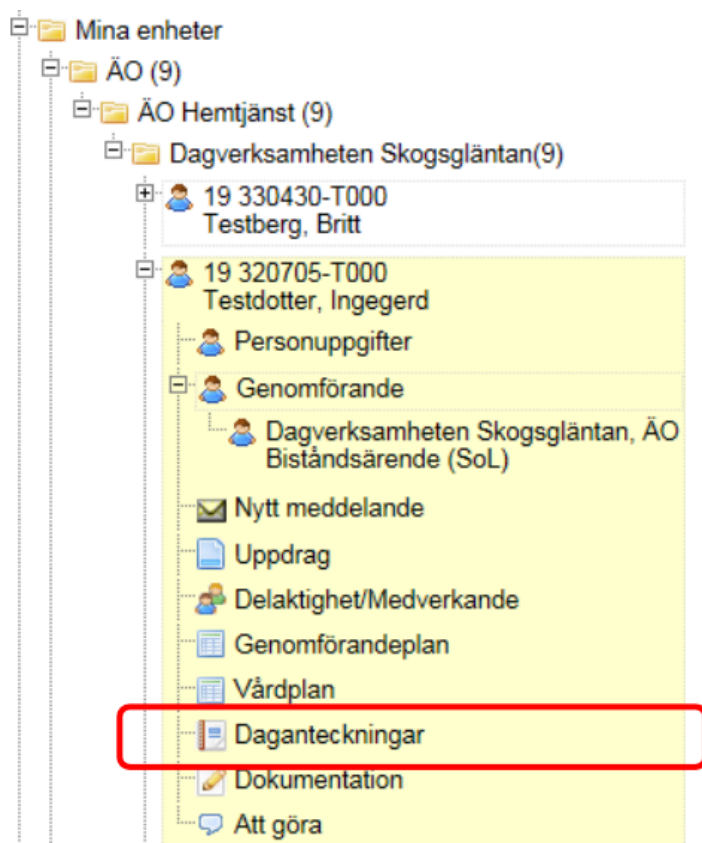 Mina enheter
ÄO (9)
ÄO Hemtjänst (9)
Dagverksamheten Skogsgläntan(9)
19 330430-T000
Testberg, Britt
19 320705-T000
Testdotter, Ingegerd
Personuppgifter
Genomförande
Dagverksamheten Skogsgläntan, ÄO
Biståndsärende (SoL)
Nytt meddelande
Uppdrag
Delaktighet/Medverkande
Genomförandeplan
Vårdplan
Daganteckningar
Dokumentation
Att göra